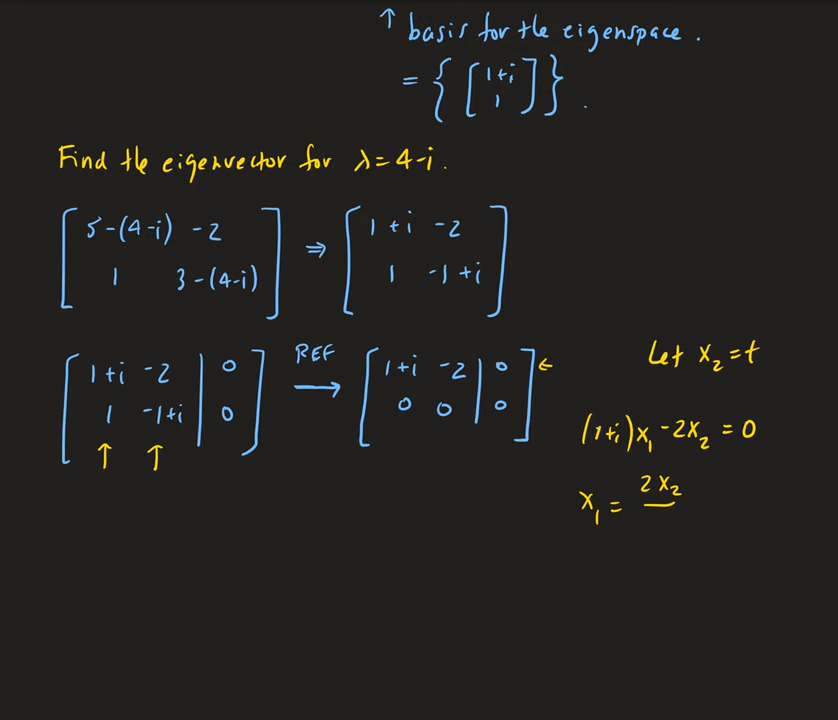 ↑ basis for the eigenspace.
= { [ 1+i
1 ] } .
Find the eigenvector for λ=4-i.
[ 5-(4-i) -2 ] ⇒ [ 1+i -2 ]
[ 1 3-(4-i) ] [ 1 -1+i ]
[ 1+i -2 | 0 ] REF → [ 1+i -2 | 0 ] ←
[ 1 -1+i | 0 ] [ 0 0 | 0 ]
↑ ↑
Let x₂=t
(1+i)x₁-2x₂=0
x₁ = 2x₂